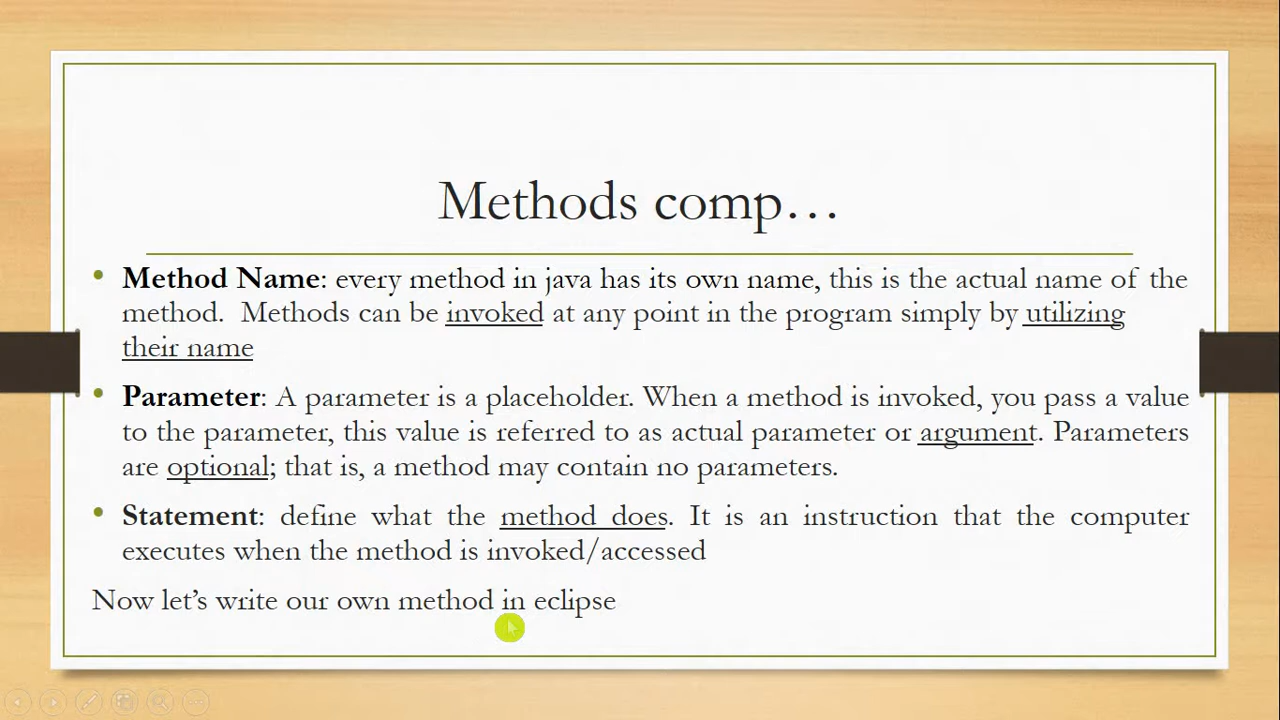 Methods comp…
• Method Name: every method in java has its own name, this is the actual name of the
method.  Methods can be invoked at any point in the program simply by utilizing
their name
• Parameter: A parameter is a placeholder. When a method is invoked, you pass a value
to the parameter, this value is referred to as actual parameter or argument. Parameters
are optional; that is, a method may contain no parameters.
• Statement: define what the method does. It is an instruction that the computer
executes when the method is invoked/accessed
Now let’s write our own method in eclipse